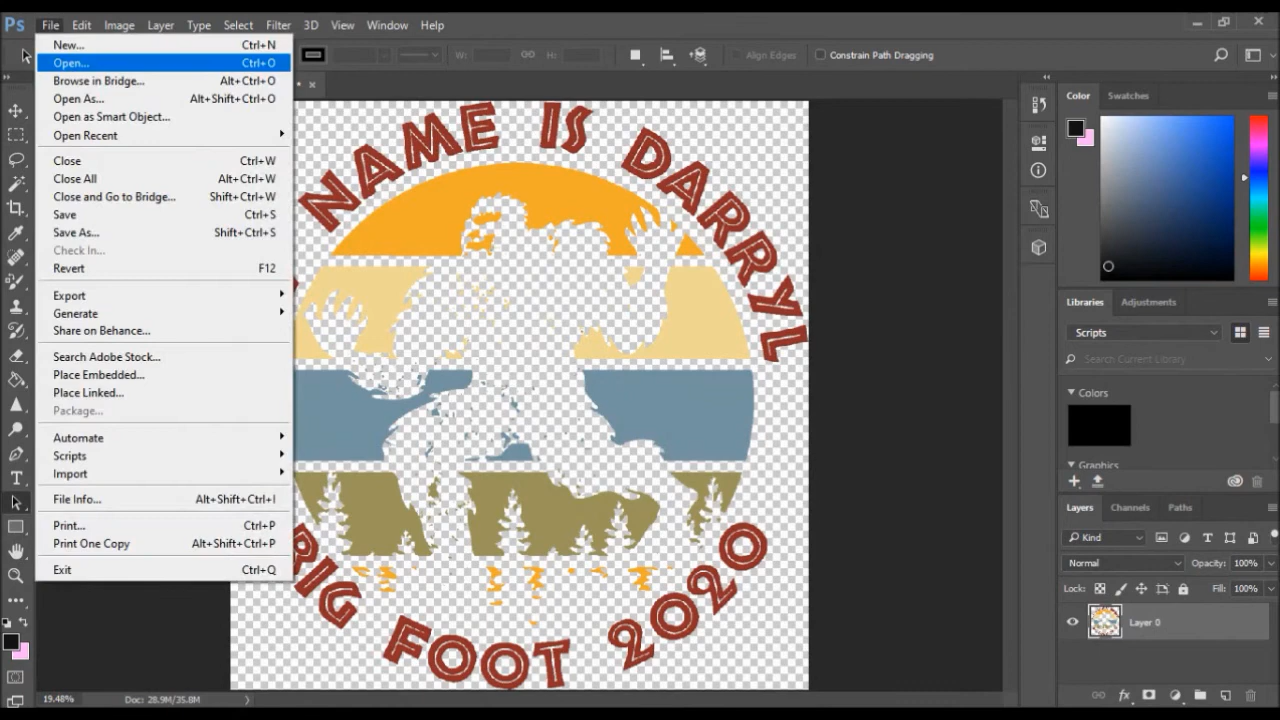 Ps File Edit Image Layer Type Select Filter 3D View Window Help
W: H: Align Edges Constrain Path Dragging
New... Ctrl+N
Open... Ctrl+O
Browse in Bridge... Alt+Ctrl+O
Open As... Alt+Shift+Ctrl+O
Open as Smart Object...
Open Recent
Close Ctrl+W
Close All Alt+Ctrl+W
Close and Go to Bridge... Shift+Ctrl+W
Save Ctrl+S
Save As... Shift+Ctrl+S
Check In...
Revert F12
Export
Generate
Share on Behance...
Search Adobe Stock...
Place Embedded...
Place Linked...
Package...
Automate
Scripts
Import
File Info... Alt+Shift+Ctrl+I
Print... Ctrl+P
Print One Copy Alt+Shift+Ctrl+P
Exit Ctrl+Q
NAME IS DARRYL
FOOT 2020
Color Swatches
Libraries Adjustments
Scripts
Search Current Library
Colors
Graphics
Layers Channels Paths
Kind
Normal Opacity: 100%
Lock: Fill: 100%
Layer 0
19.48% Doc: 28.9M/35.8M